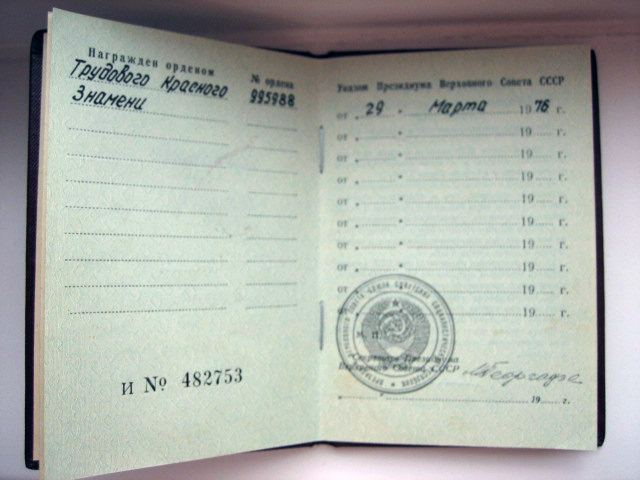 Награжден орденом
Трудового Красного
Знамени
№ ордена
995988
И № 482753
Указом Президиума Верховного Совета СССР
от „ 29 " Марта 1976 г.
от „ " 19 г.
от „ " 19 г.
от „ " 19 г.
от „ " 19 г.
от „ " 19 г.
от „ " 19 г.
от „ " 19 г.
от „ " 19 г.
от 19 г.
М. П.
Секретарь Президиума
Верховного Совета СССР
М Георгадзе
„ " 19 г.